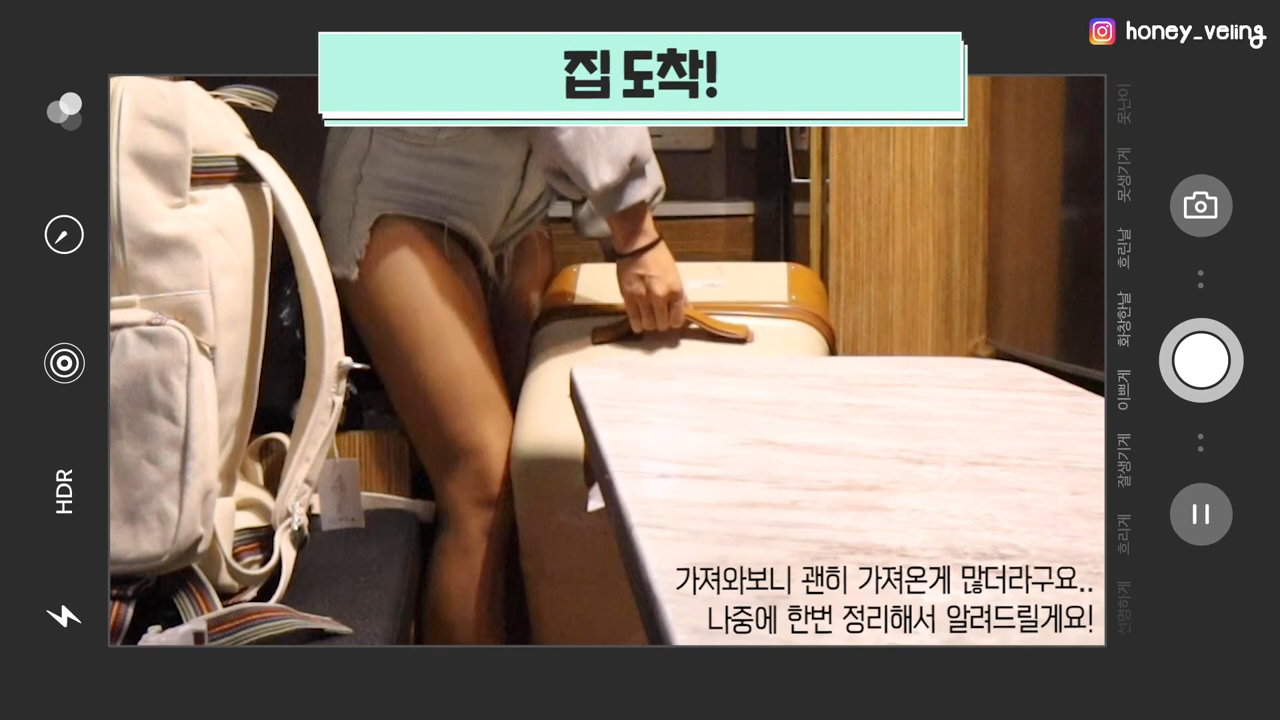 honey_veling
집 도착!
HDR
못난이
못생기게
흐린날
화창한날
이쁘게
잘생기게
흐리게
선명하게
가져와보니 괜히 가져온게 많더라구요..
나중에 한번 정리해서 알려드릴게요!